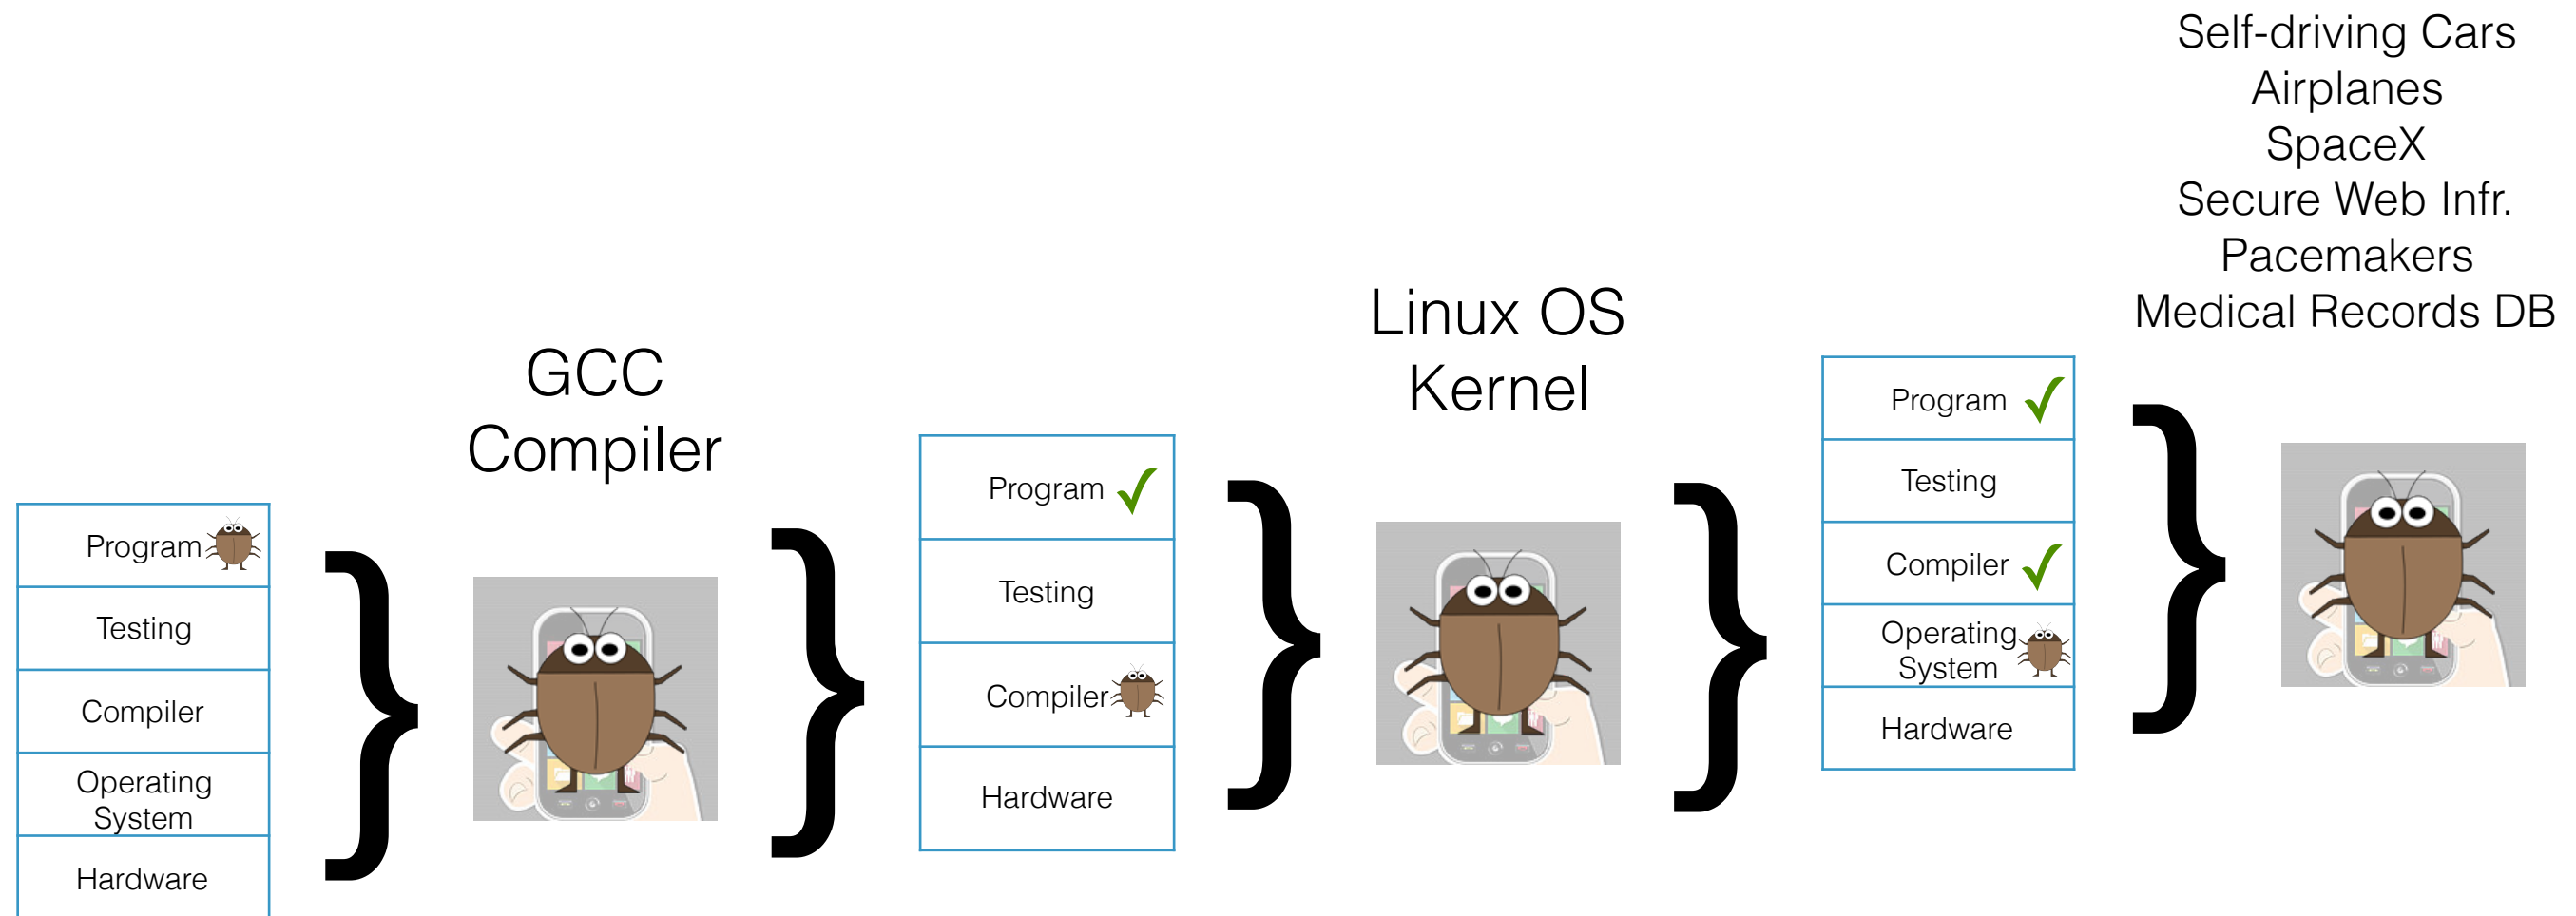 Program
Testing
Compiler
Operating
System
Hardware
GCC
Compiler
Program
Testing
Compiler
Hardware
Linux OS
Kernel
Program
Testing
Compiler
Operating
System
Hardware
Self-driving Cars
Airplanes
SpaceX
Secure Web Infr.
Pacemakers
Medical Records DB